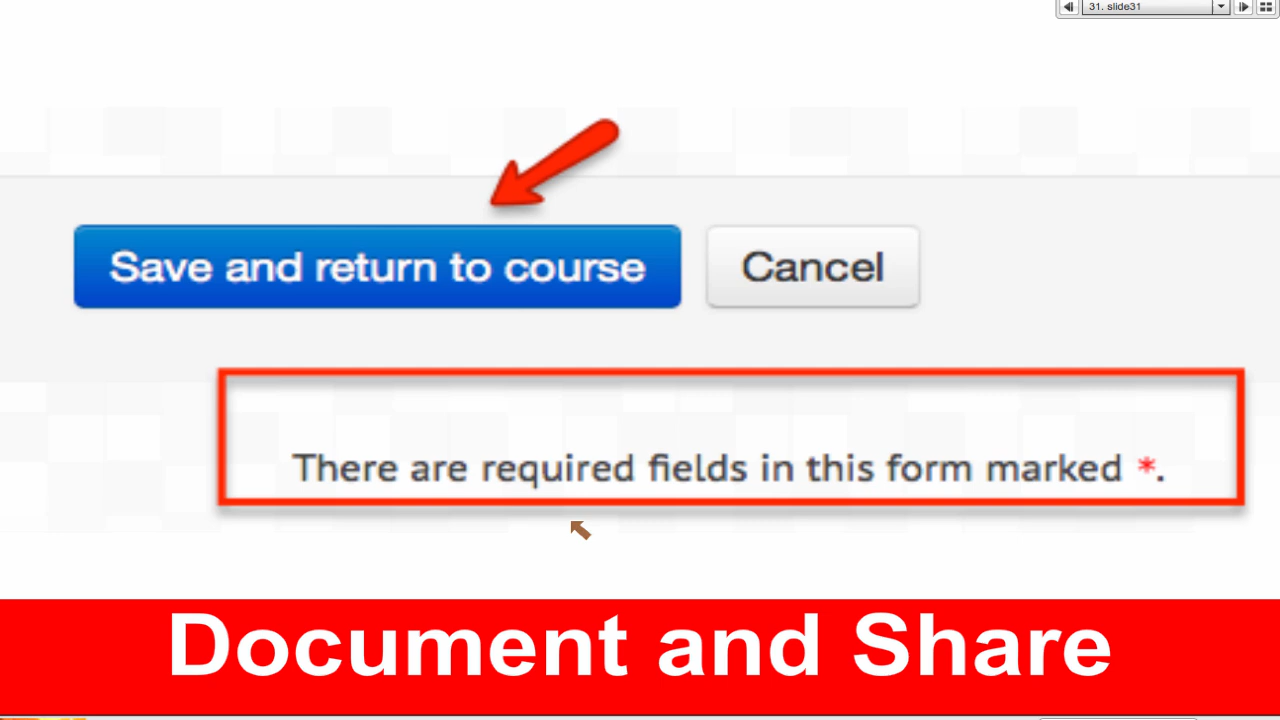 31. slide31
Save and return to course
Cancel
There are required fields in this form marked *.
Document and Share